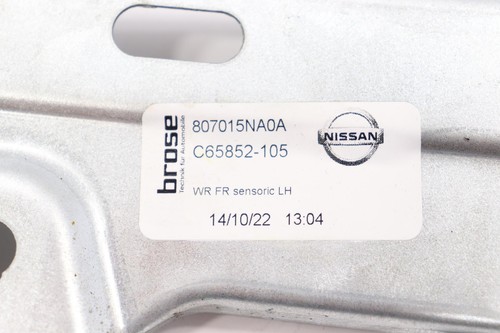 brose
Technik für Automobile
807015NA0A
C65852-105
NISSAN
WR FR sensoric LH
14/10/22 13:04